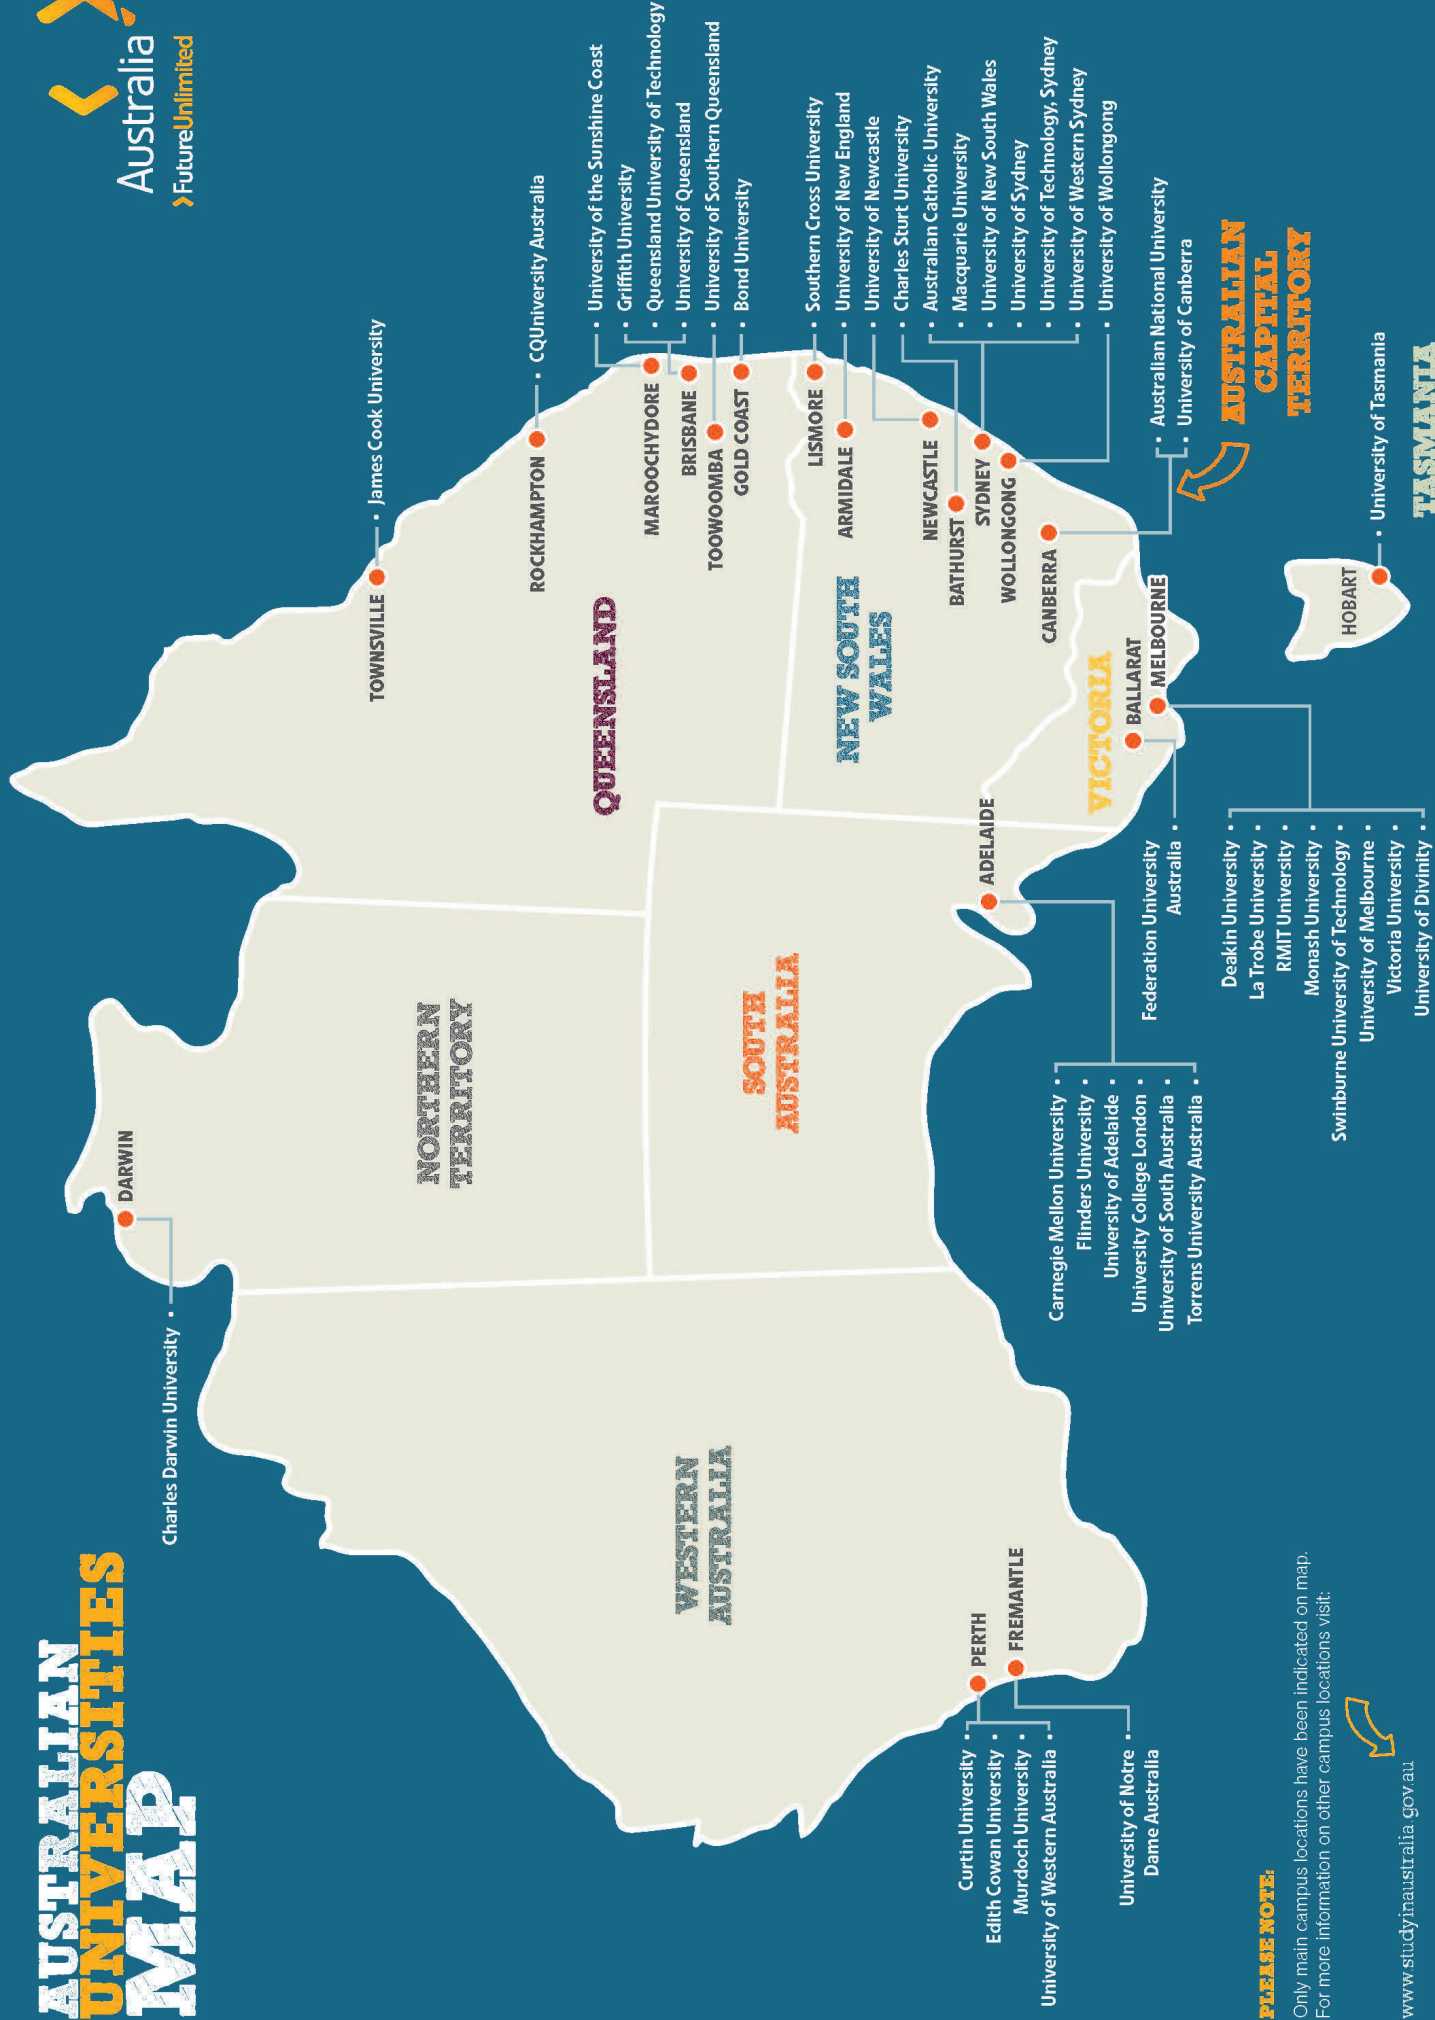 AUSTRALIAN
UNIVERSITIES
MAP
Australia
FutureUnlimited
Charles Darwin University
DARWIN
NORTHERN
TERRITORY
TOWNSVILLE
James Cook University
ROCKHAMPTON
CQUniversity Australia
QUEENSLAND
MAROOCHYDORE
BRISBANE
TOOWOOMBA
GOLD COAST
University of the Sunshine Coast
Griffith University
Queensland University of Technology
University of Queensland
University of Southern Queensland
Bond University
WESTERN
AUSTRALIA
SOUTH
AUSTRALIA
NEW SOUTH
WALES
LISMORE
ARMIDALE
NEWCASTLE
BATHURST
SYDNEY
WOLLONGONG
CANBERRA
Southern Cross University
University of New England
University of Newcastle
Charles Sturt University
Australian Catholic University
Macquarie University
University of New South Wales
University of Sydney
University of Technology, Sydney
University of Western Sydney
University of Wollongong
Australian National University
University of Canberra
AUSTRALIAN
CAPITAL
TERRITORY
PERTH
FREMANTLE
Curtin University
Edith Cowan University
Murdoch University
University of Western Australia
University of Notre
Dame Australia
ADELAIDE
Carnegie Mellon University
Flinders University
University of Adelaide
University College London
University of South Australia
Torrens University Australia
VICTORIA
BALLARAT
MELBOURNE
Federation University
Australia
Deakin University
La Trobe University
RMIT University
Monash University
Swinburne University of Technology
University of Melbourne
Victoria University
University of Divinity
HOBART
University of Tasmania
TASMANIA
PLEASE NOTE:
Only main campus locations have been indicated on map.
For more information on other campus locations visit:
www.studyinaustralia.gov.au